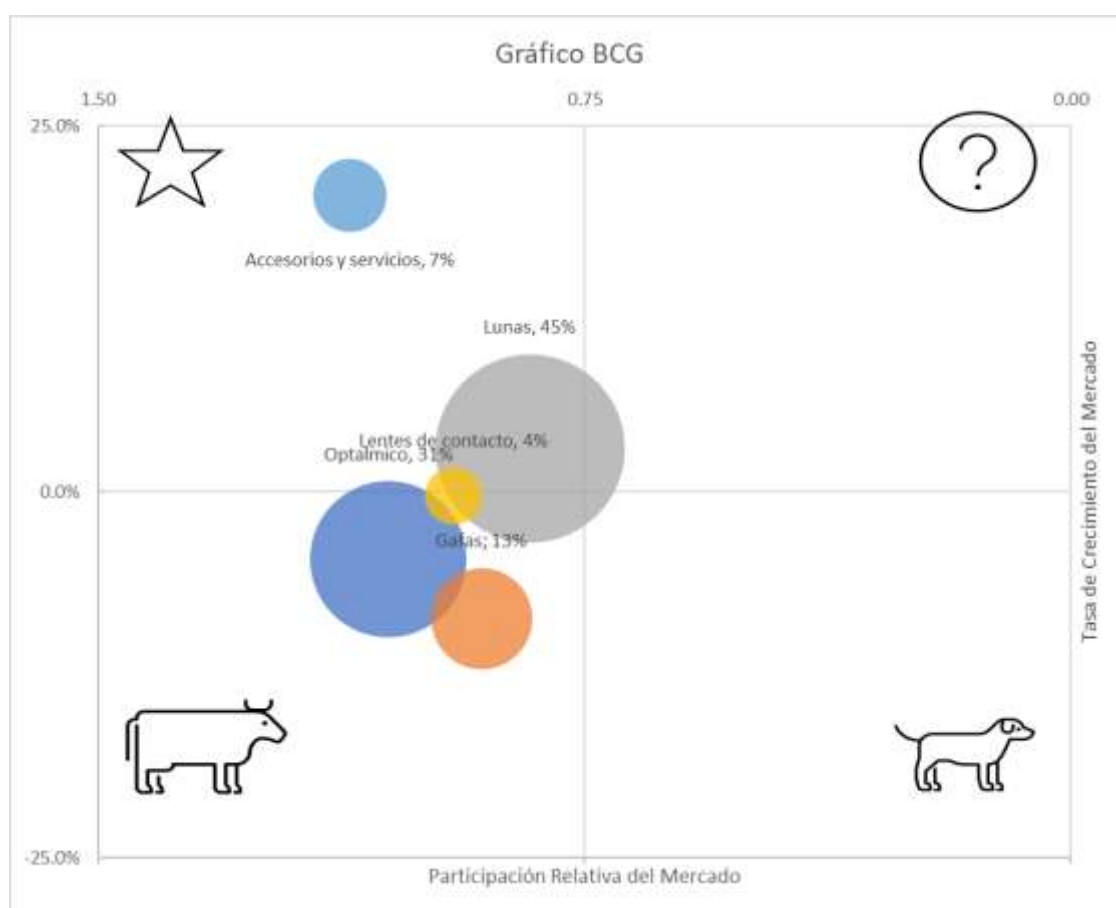 Gráfico BCG
1.50 0.75 0.00
25.0%
?
Accesorios y servicios, 7%
Lunas, 45%
Lentes de contacto, 4%
Optálmico, 31%
0.0%
Gafas; 13%
Tasa de Crecimiento del Mercado
-25.0%
Participación Relativa del Mercado